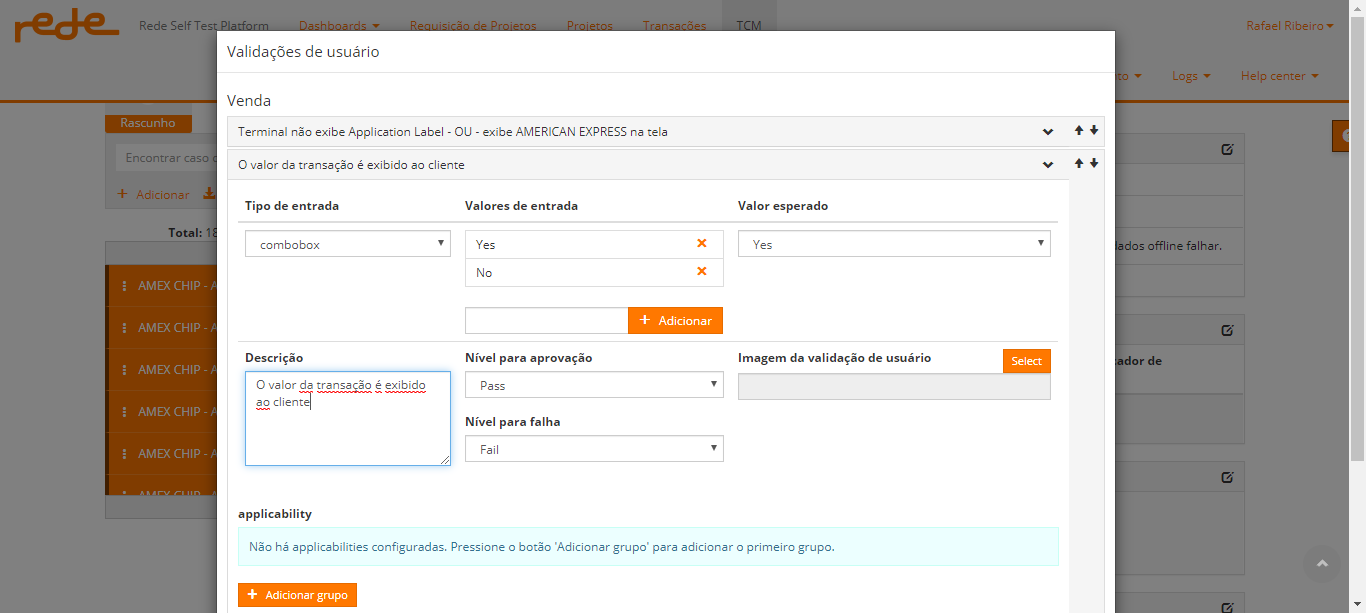 rede Rede Self Test Platform Dashboards Requisição de Projetos Projetos Transações TCM Rafael Ribeiro
Validações de usuário
Logs Help center
Venda
Rascunho
Terminal não exibe Application Label - OU - exibe AMERICAN EXPRESS na tela
Encontrar caso
O valor da transação é exibido ao cliente
+ Adicionar
Tipo de entrada Valores de entrada Valor esperado
Total: 18
combobox Yes Yes
dados offline falhar.
No
AMEX CHIP - A
+ Adicionar
AMEX CHIP - A
Descrição Nível para aprovação Imagem da validação de usuário Select
AMEX CHIP - A
O valor da transação é exibido
ao cliente
Pass
AMEX CHIP - A
Nível para falha
Fail
AMEX CHIP - A
AMEX CHIP - A
applicability
Não há applicabilities configuradas. Pressione o botão 'Adicionar grupo' para adicionar o primeiro grupo.
+ Adicionar grupo